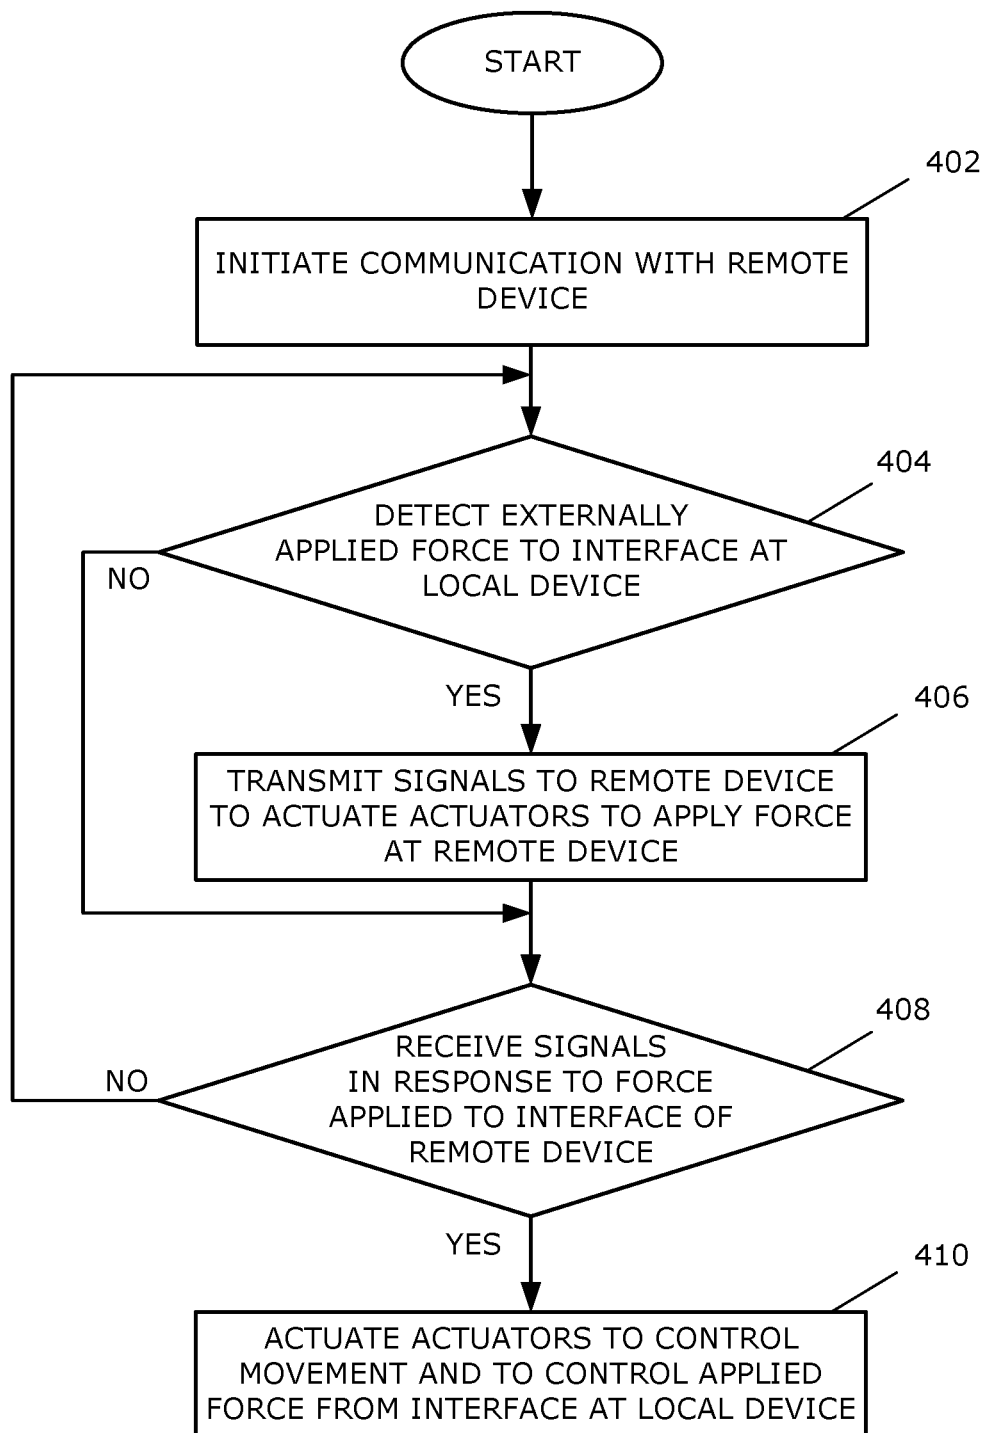 START
402
INITIATE COMMUNICATION WITH REMOTE
DEVICE
404
DETECT EXTERNALLY
APPLIED FORCE TO INTERFACE AT
LOCAL DEVICE
NO
YES
406
TRANSMIT SIGNALS TO REMOTE DEVICE
TO ACTUATE ACTUATORS TO APPLY FORCE
AT REMOTE DEVICE
408
RECEIVE SIGNALS
IN RESPONSE TO FORCE
APPLIED TO INTERFACE OF
REMOTE DEVICE
NO
YES
410
ACTUATE ACTUATORS TO CONTROL
MOVEMENT AND TO CONTROL APPLIED
FORCE FROM INTERFACE AT LOCAL DEVICE